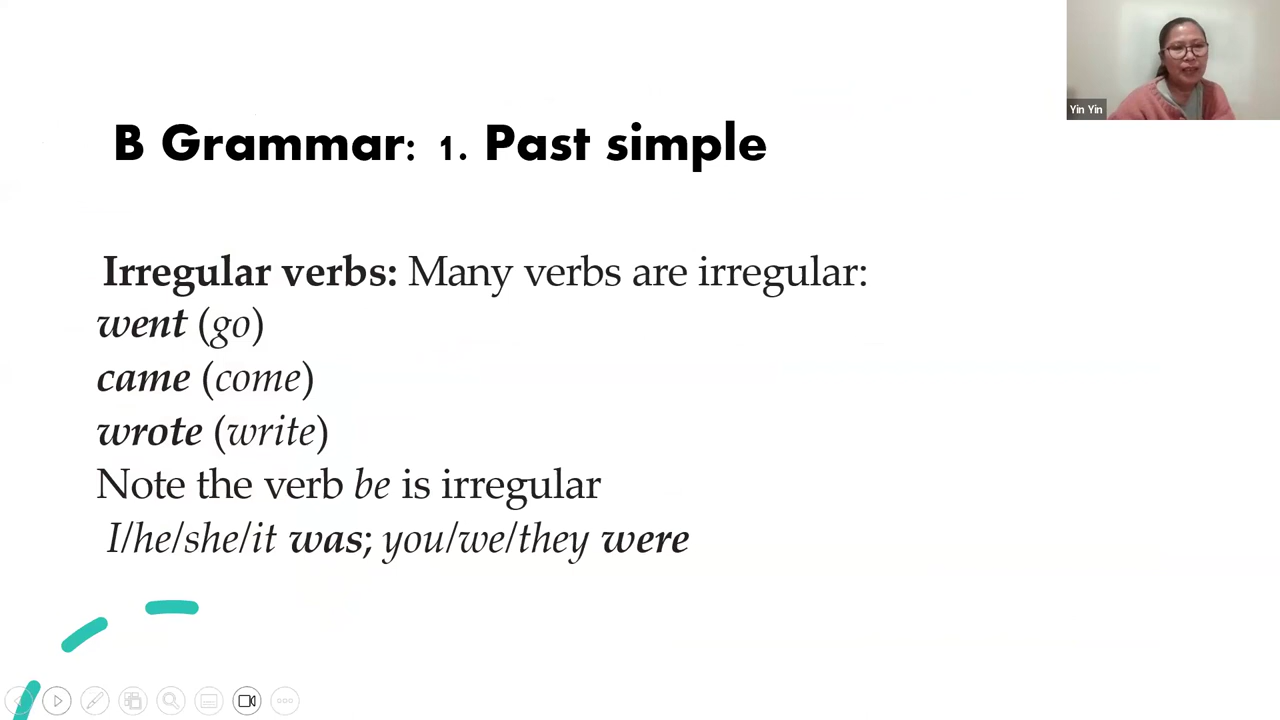 Yin Yin
B Grammar: 1. Past simple
Irregular verbs: Many verbs are irregular:
went (go)
came (come)
wrote (write)
Note the verb be is irregular
I/he/she/it was; you/we/they were